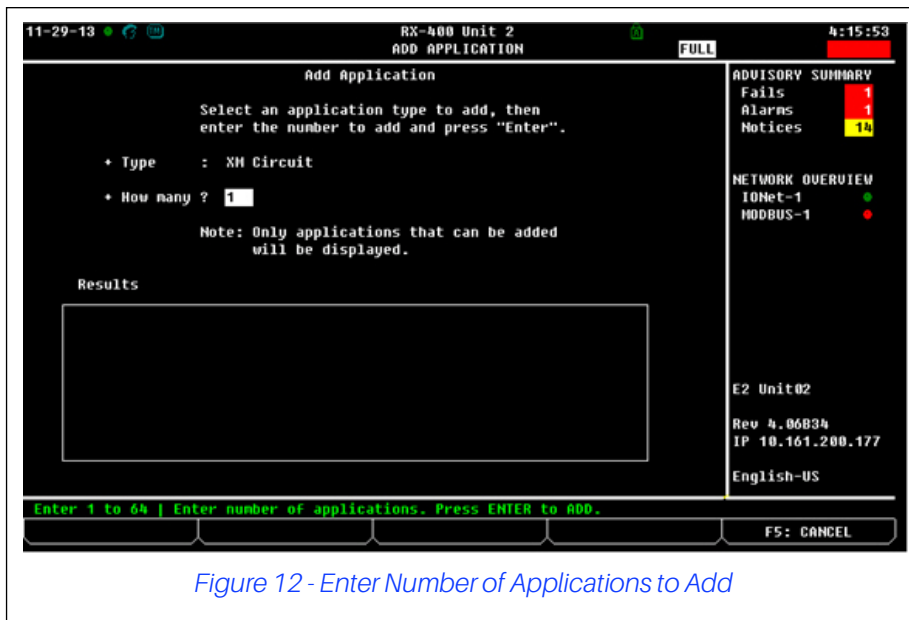 11-29-13 RX-400 Unit 2 4:15:53
ADD APPLICATION FULL
Add Application
Select an application type to add, then
enter the number to add and press "Enter".
+ Type : XM Circuit
+ How many ? 1
Note: Only applications that can be added
will be displayed.
Results
ADVISORY SUMMARY
Fails 1
Alarms 1
Notices 14
NETWORK OVERVIEW
IONet-1
MODBUS-1
E2 Unit02
Rev 4.06B34
IP 10.161.200.177
English-US
Enter 1 to 64 | Enter number of applications. Press ENTER to ADD.
F5: CANCEL
Figure 12 - Enter Number of Applications to Add